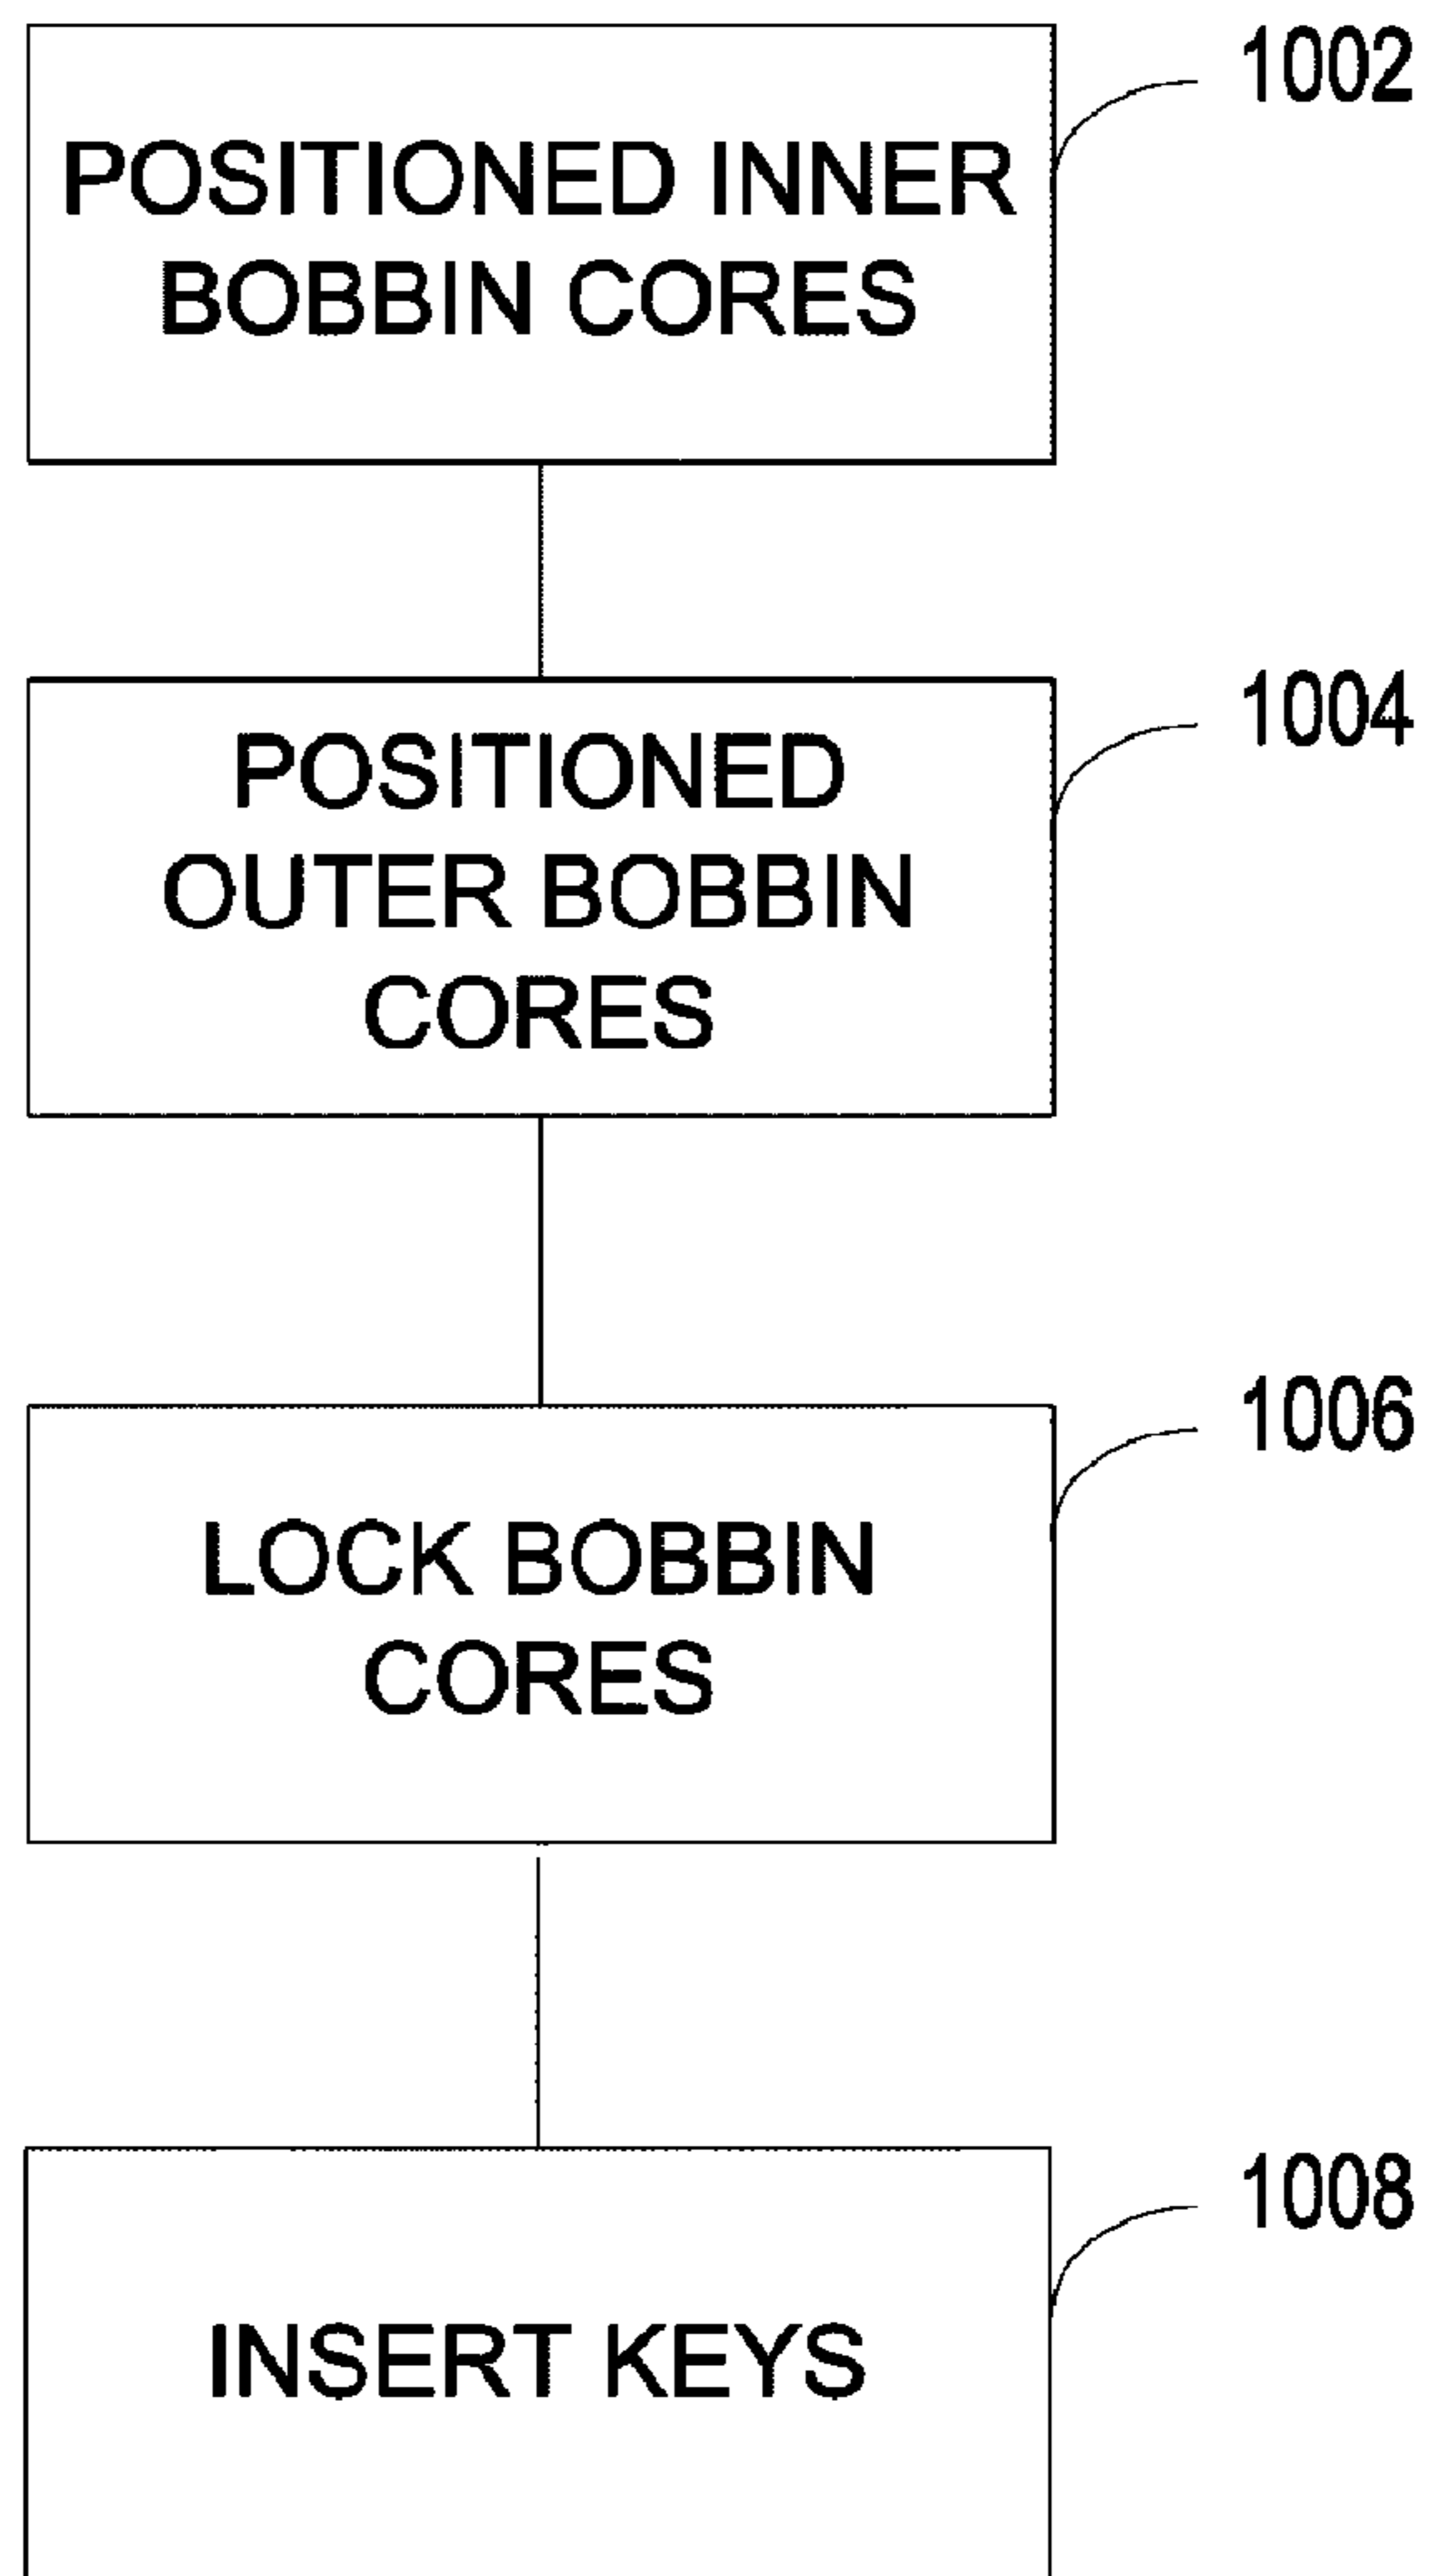 1002
POSITIONED INNER
BOBBIN CORES
1004
POSITIONED
OUTER BOBBIN
CORES
1006
LOCK BOBBIN
CORES
1008
INSERT KEYS